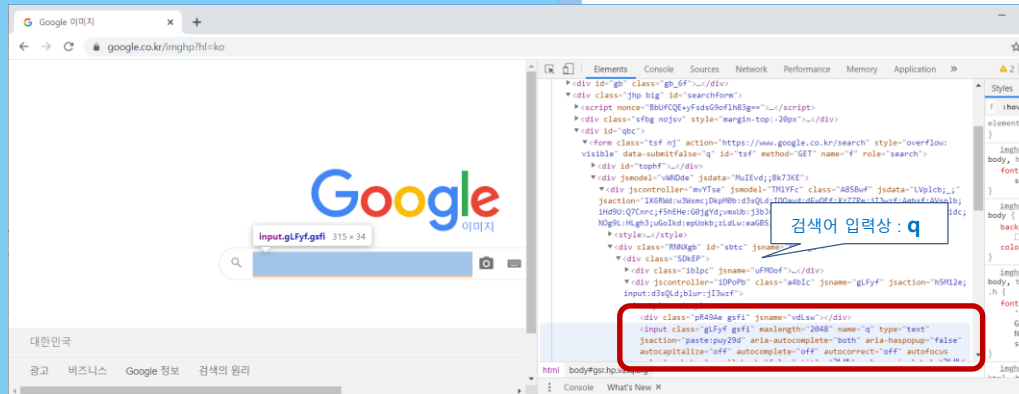 Google 이미지
google.co.kr/imghp?hl=ko
Google
이미지
input.gLFyf.gsfi 315 × 34
대한민국
광고 비즈니스 Google 정보 검색의 원리
Elements Console Sources Network Performance Memory Application » 2
Styles
<div id="gb" class="gb_6f">…</div>
<div class="jhp big" id="searchform">
<script nonce="BbUfCQE+yFsdsG9oflh83g==">…</script>
<div class="sfbg nojsv" style="margin-top:-20px">…</div>
<div id="qbc">
<form class="tsf nj" action="https://www.google.co.kr/search" style="overflow:
visible" data-submitfalse="q" id="tsf" method="GET" name="f" role="search">
<div id="tophf">…</div>
<div jsmodel="vWNDde" jsdata="MuIEvd;;Bk7JKE">
<div jscontroller="mvYTse" jsmodel="TMlYFc" class="A8SBwf" jsdata="LVplcb;_;"
<style>…</style>
<div class="RNNXgb" id="sbtc"
<div class="SDkEP">
<div class="iblpc" jsname="uFMOof">…</div>
<div jscontroller="iDPoPb" class="a4bIc" jsname="gLFyf" jsaction="h5M12e;
input:d3sQLd;blur:jI3wzf">
검색어 입력상 : q
<div class="pR49Ae gsfi" jsname="vdLsw"></div>
<input class="gLFyf gsfi" maxlength="2048" name="q" type="text"
jsaction="paste:puy29d" aria-autocomplete="both" aria-haspopup="false"
autocapitalize="off" autocomplete="off" autocorrect="off" autofocus
html
Console What's New ×